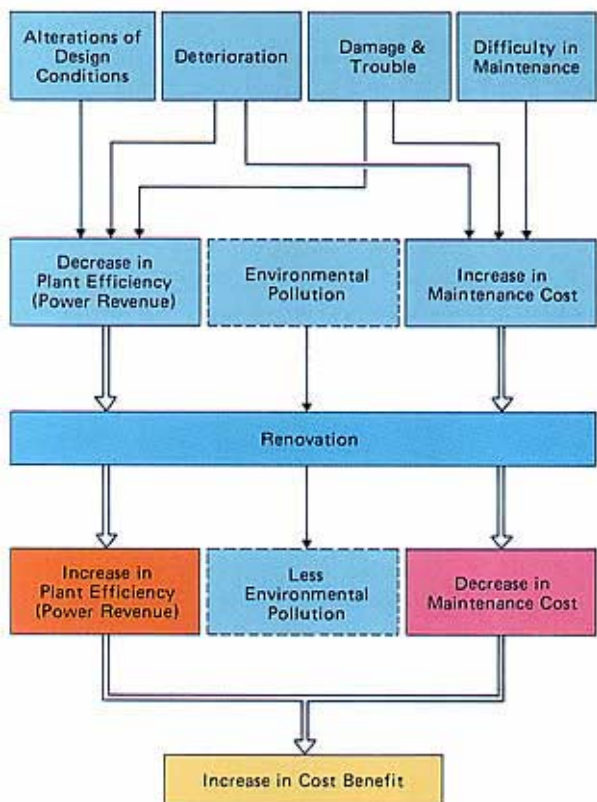 Alterations of
Design
Conditions
Deterioration
Damage &
Trouble
Difficulty in
Maintenance
Decrease in
Plant Efficiency
(Power Revenue)
Environmental
Pollution
Increase in
Maintenance Cost
Renovation
Increase in
Plant Efficiency
(Power Revenue)
Less
Environmental
Pollution
Decrease in
Maintenance Cost
Increase in Cost Benefit